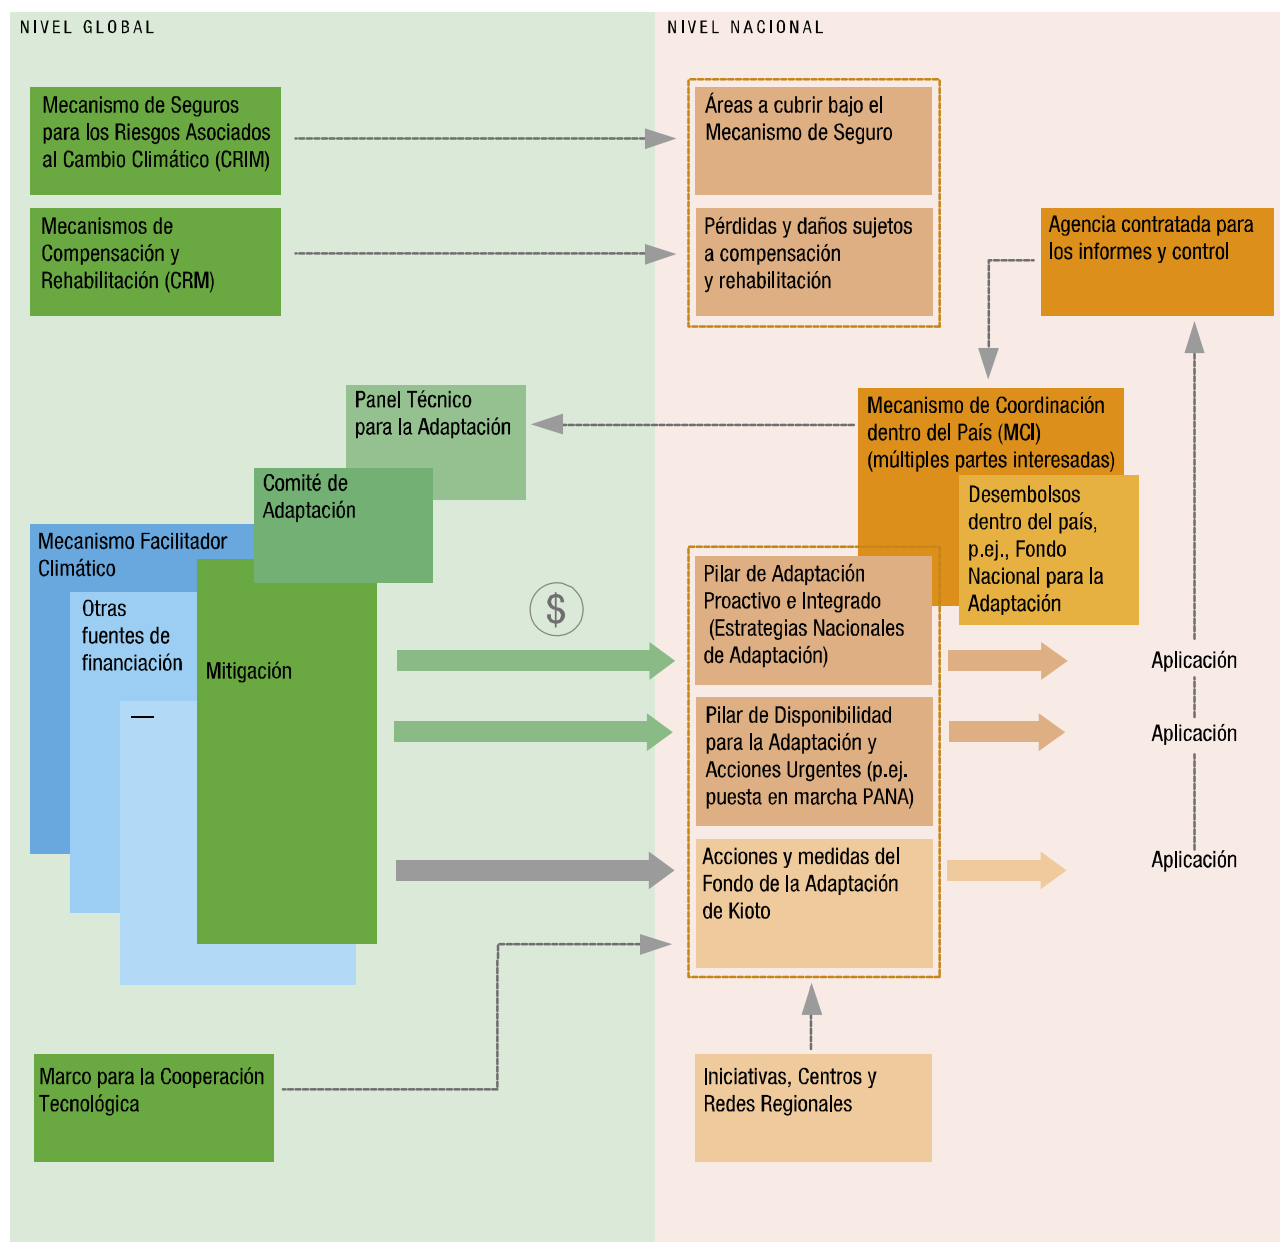 NIVEL GLOBAL
NIVEL NACIONAL
Mecanismo de Seguros
para los Riesgos Asociados
al Cambio Climático (CRIM)
Áreas a cubrir bajo el
Mecanismo de Seguro
Mecanismos de
Compensación y
Rehabilitación (CRM)
Pérdidas y daños sujetos
a compensación
y rehabilitación
Agencia contratada para
los informes y control
Panel Técnico
para la Adaptación
Mecanismo de Coordinación
dentro del País (MCI)
(múltiples partes interesadas)
Comité de
Adaptación
Desembolsos
dentro del país,
p.ej., Fondo
Nacional para la
Adaptación
Mecanismo Facilitador
Climático
Otras
fuentes de
financiación
—
Mitigación
$
Pilar de Adaptación
Proactivo e Integrado
(Estrategias Nacionales
de Adaptación)
Aplicación
Pilar de Disponibilidad
para la Adaptación y
Acciones Urgentes (p.ej.
puesta en marcha PANA)
Aplicación
Acciones y medidas del
Fondo de la Adaptación
de Kioto
Aplicación
Marco para la Cooperación
Tecnológica
Iniciativas, Centros y
Redes Regionales